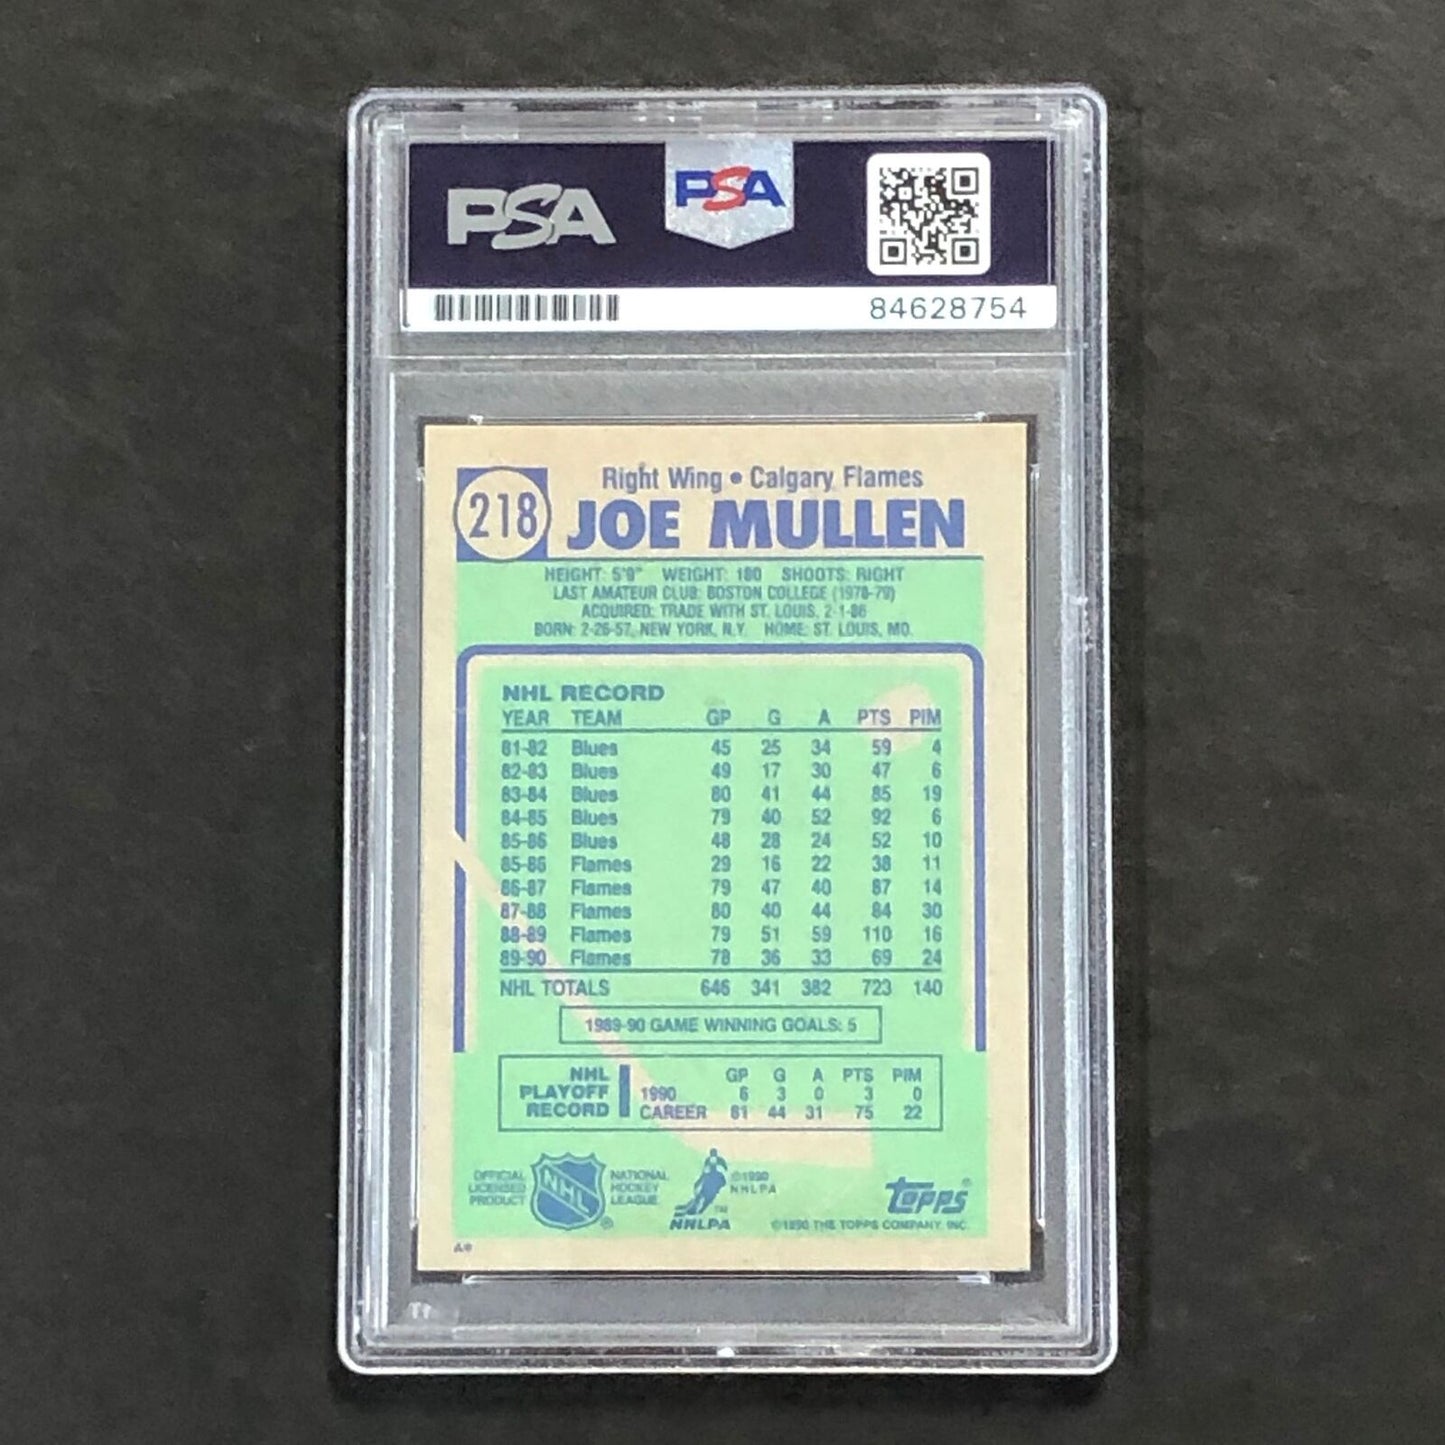 PSA
PSA
84628754
218
Right Wing • Calgary Flames
JOE MULLEN
HEIGHT: 5'9" WEIGHT: 180 SHOOTS: RIGHT
LAST AMATEUR CLUB: BOSTON COLLEGE (1978-79)
ACQUIRED: TRADE WITH ST. LOUIS, 2-1-86
BORN: 2-26-57, NEW YORK, N.Y. HOME: ST. LOUIS, MO.
NHL RECORD
YEAR TEAM GP G A PTS PIM
81-82 Blues 45 25 34 59 4
82-83 Blues 49 17 30 47 6
83-84 Blues 80 41 44 85 19
84-85 Blues 79 40 52 92 6
85-86 Blues 48 28 24 52 10
85-86 Flames 29 16 22 38 11
86-87 Flames 79 47 40 87 14
87-88 Flames 80 40 44 84 30
88-89 Flames 79 51 59 110 16
89-90 Flames 78 36 33 69 24
NHL TOTALS 646 341 382 723 140
1989-90 GAME WINNING GOALS: 5
NHL PLAYOFF RECORD
GP G A PTS PIM
1990 6 3 0 3 0
CAREER 81 44 31 75 22
OFFICIAL LICENSED PRODUCT
NHL
®
NATIONAL HOCKEY LEAGUE
TM
NHLPA
©1990 NHLPA
TOPPS®
©1990 THE TOPPS COMPANY, INC.
A*